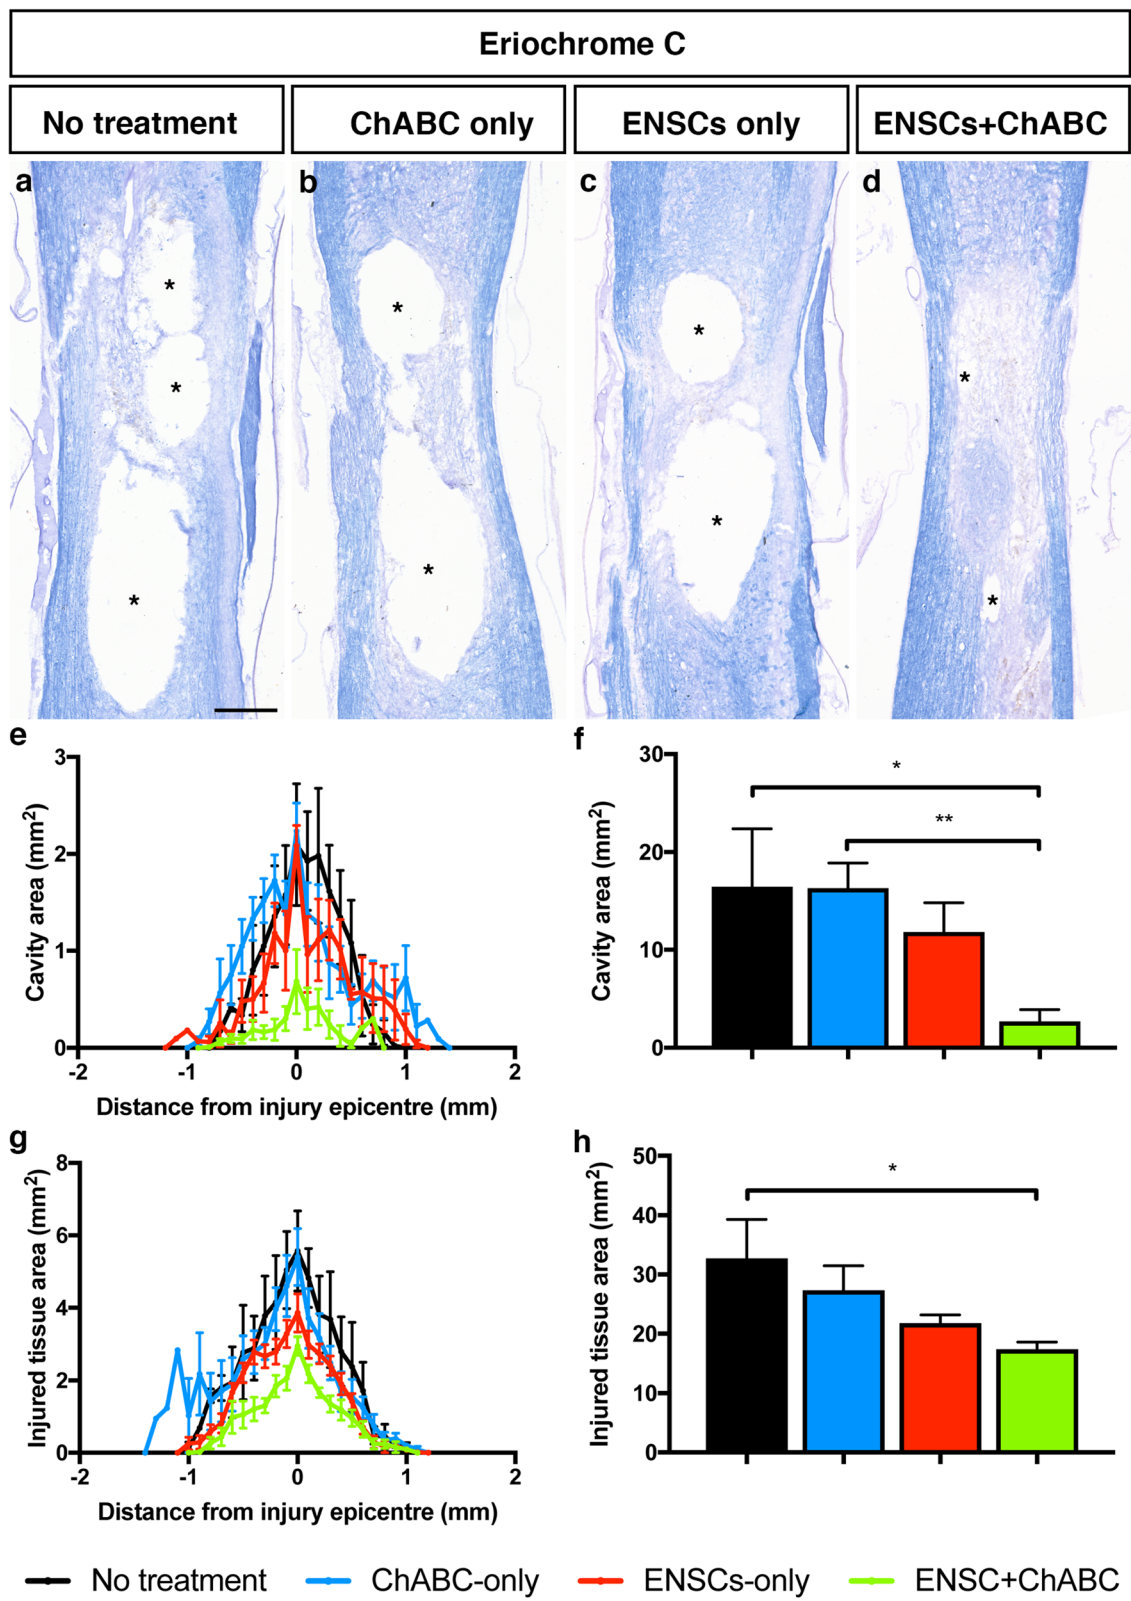 Eriochrome C
No treatment
ChABC only
ENSCs only
ENSCs+ChABC
a
b
c
d
*
*
*
*
*
*
*
*
*
e
3
2
1
0
-2
-1
0
1
2
Cavity area (mm²)
Distance from injury epicentre (mm)
f
30
20
10
0
Cavity area (mm²)
*
**
g
8
6
4
2
0
-2
-1
0
1
2
Injured tissue area (mm²)
Distance from injury epicentre (mm)
h
50
40
30
20
10
0
Injured tissue area (mm²)
*
No treatment
ChABC-only
ENSCs-only
ENSC+ChABC